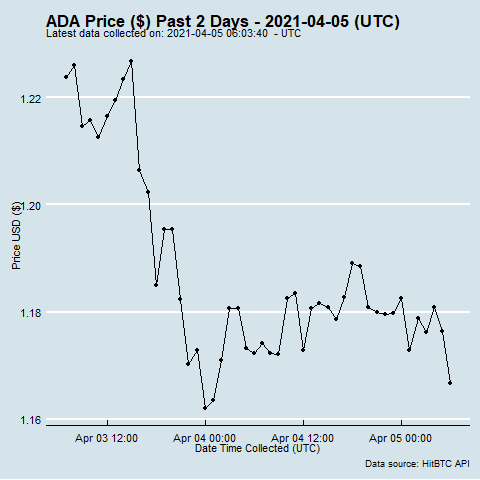 ADA Price ($) Past 2 Days - 2021-04-05 (UTC)
Latest data collected on: 2021-04-05 06:03:40  - UTC
1.22
1.20
1.18
1.16
Price USD ($)
Apr 03 12:00
Apr 04 00:00
Apr 04 12:00
Apr 05 00:00
Date Time Collected (UTC)
Data source: HitBTC API